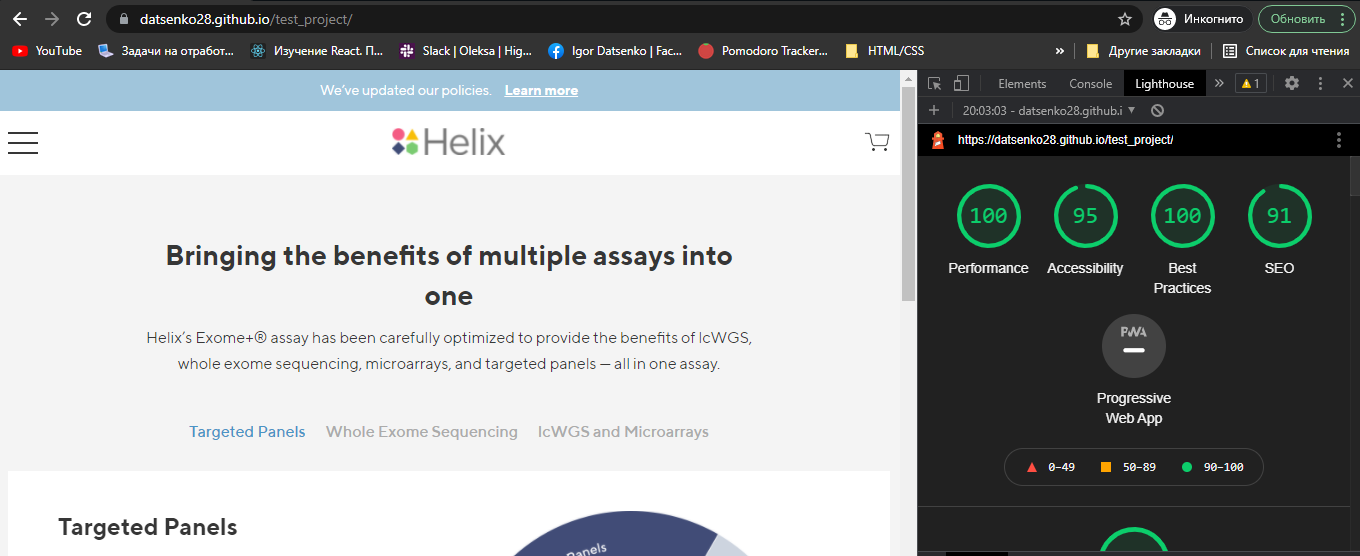 datsenko28.github.io/test_project/
Инкогнито
Обновить
YouTube
Задачи на отработ...
Изучение React. П...
Slack | Oleksa | Hig...
Igor Datsenko | Fac...
Pomodoro Tracker...
HTML/CSS
»
Другие закладки
Список для чтения
We've updated our policies. Learn more
Helix
Bringing the benefits of multiple assays into
one
Helix's Exome+® assay has been carefully optimized to provide the benefits of lcWGS,
whole exome sequencing, microarrays, and targeted panels — all in one assay.
Targeted Panels
Whole Exome Sequencing
lcWGS and Microarrays
Targeted Panels
Panels
Elements
Console
Lighthouse
»
1
20:03:03 - datsenko28.github.i
https://datsenko28.github.io/test_project/
100
Performance
95
Accessibility
100
Best
Practices
91
SEO
PWA
Progressive
Web App
0–49
50–89
90–100